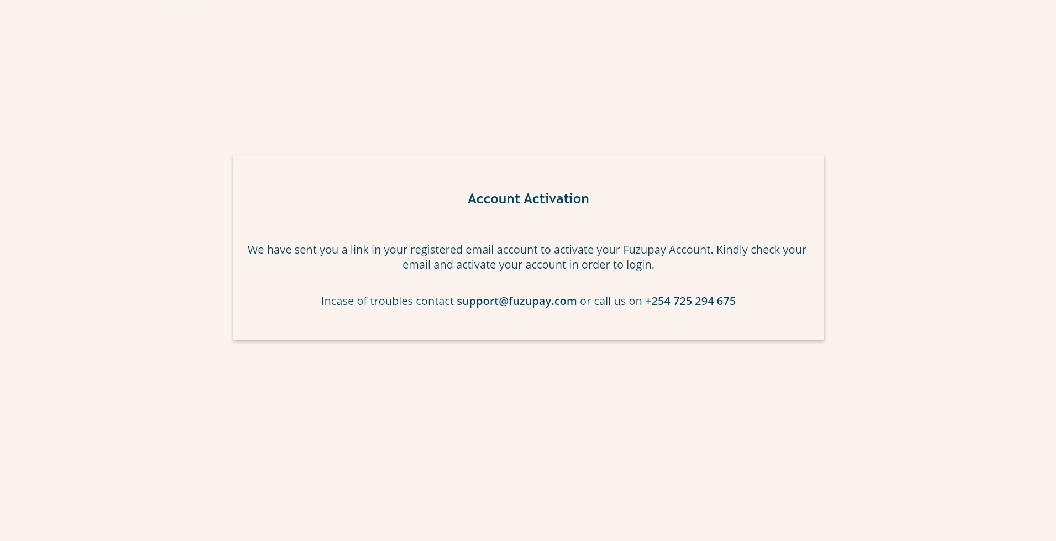 Account Activation
We have sent you a link in your registered email account to activate your Fuzupay Account. Kindly check your
email and activate your account in order to login.
Incase of troubles contact support@fuzupay.com or call us on +254 725 294 675